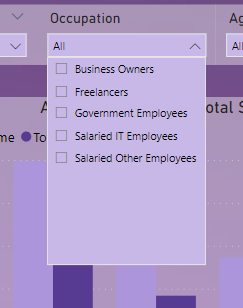 Occupation
Ag
All
All
Business Owners
Freelancers
Government Employees
Salaried IT Employees
Salaried Other Employees
A
otal S
me
To